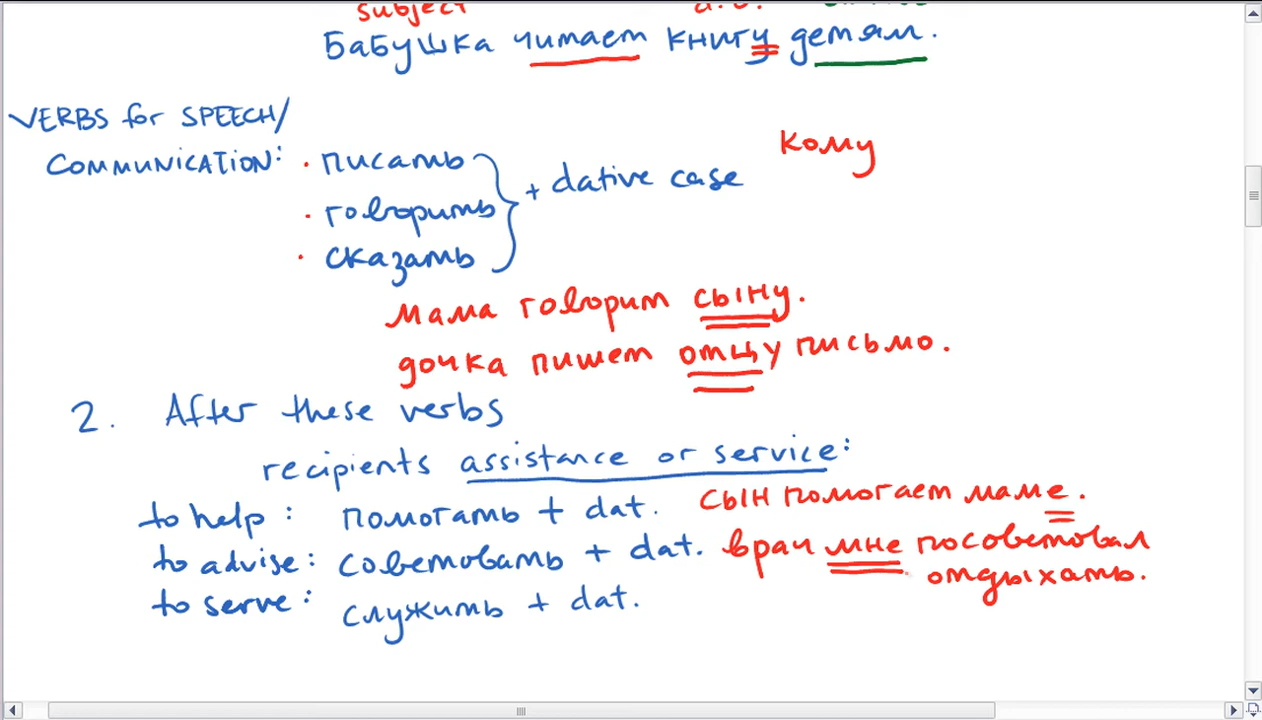 subject
Бабушка читает книгу детям.
VERBS for SPEECH/
COMMUNICATION:
· писать
· говорить
· сказать
+ dative case
кому
мама говорит сыну.
дочка пишет отцу письмо.
2. After these verbs
recipients assistance or service:
to help: помогать + dat. сын помогает маме.
to advise: советовать + dat. врач мне посоветовал
отдыхать.
to serve: служить + dat.